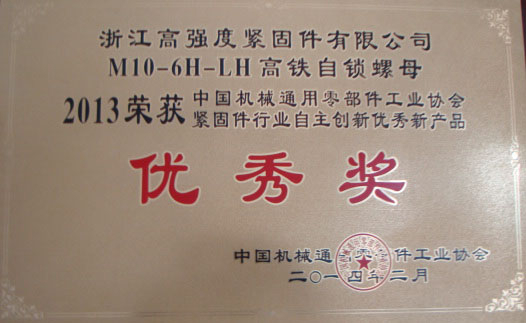 浙江高强度紧固件有限公司
M10-6H-LH高铁自锁螺母
2013荣获
中国机械通用零部件工业协会
紧固件行业自主创新优秀新产品
优秀奖
中国机械通 零 件工业协会
二〇一四年二月